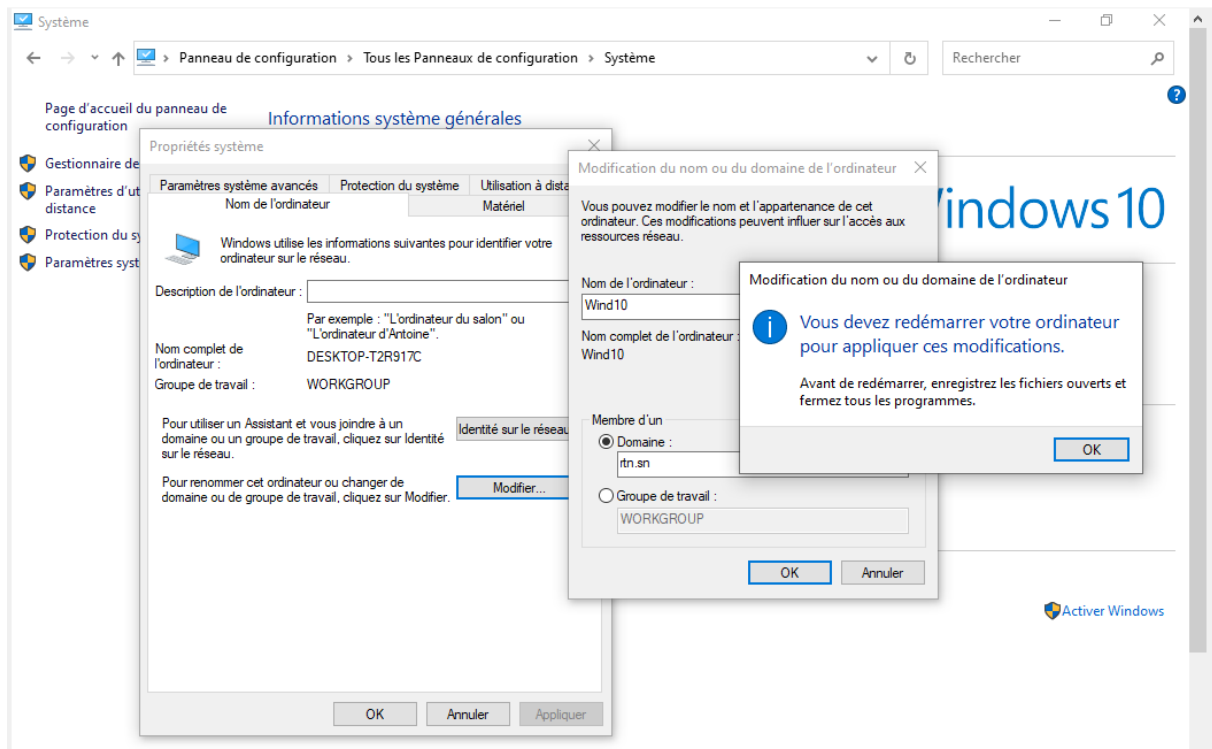 Système
Panneau de configuration > Tous les Panneaux de configuration > Système
Rechercher
Page d'accueil du panneau de
configuration
Informations système générales
Gestionnaire de
Paramètres d'ut
distance
Protection du sy
Paramètres syst
Propriétés système
Paramètres système avancés
Protection du système
Utilisation à dista
Nom de l'ordinateur
Matériel
Windows utilise les informations suivantes pour identifier votre
ordinateur sur le réseau.
Description de l'ordinateur :
Par exemple : "L'ordinateur du salon" ou
"L'ordinateur d'Antoine".
Nom complet de
l'ordinateur :
DESKTOP-T2R917C
Groupe de travail :
WORKGROUP
Pour utiliser un Assistant et vous joindre à un
domaine ou un groupe de travail, cliquez sur Identité
sur le réseau.
Identité sur le réseau
Pour renommer cet ordinateur ou changer de
domaine ou de groupe de travail, cliquez sur Modifier.
Modifier...
OK
Annuler
Appliquer
Modification du nom ou du domaine de l'ordinateur
Vous pouvez modifier le nom et l'appartenance de cet
ordinateur. Ces modifications peuvent influer sur l'accès aux
ressources réseau.
Nom de l'ordinateur :
Wind10
Nom complet de l'ordinateur :
Wind10
Membre d'un
Domaine :
rtn.sn
Groupe de travail :
WORKGROUP
OK
Annuler
Modification du nom ou du domaine de l'ordinateur
Vous devez redémarrer votre ordinateur
pour appliquer ces modifications.
Avant de redémarrer, enregistrez les fichiers ouverts et
fermez tous les programmes.
OK
indows 10
Activer Windows